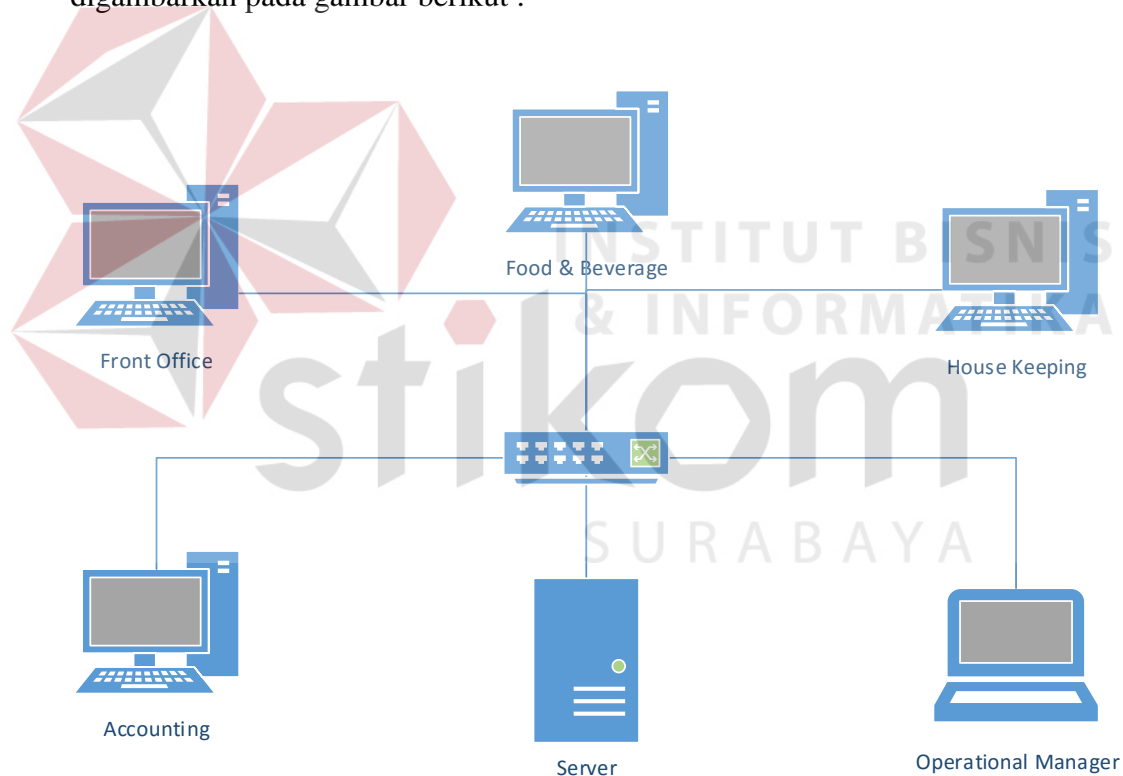 digambarkan pada gambar berikut :
Food & Beverage
Front Office
House Keeping
Accounting
Server
Operational Manager
INSTITUT BISNIS
& INFORMATIKA
stikom
SURABAYA